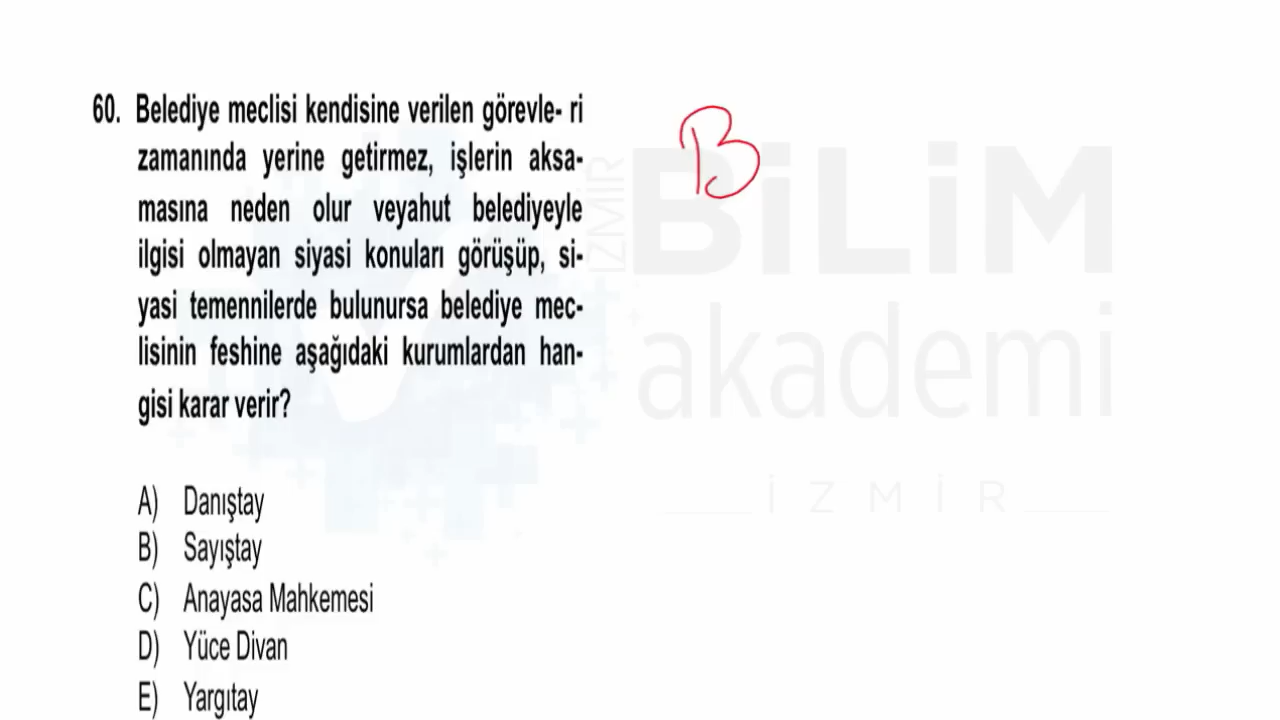 60. Belediye meclisi kendisine verilen görevle- ri
zamanında yerine getirmez, işlerin aksa-
masına neden olur veyahut belediyeyle
ilgisi olmayan siyasi konuları görüşüp, si-
yasi temennilerde bulunursa belediye mec-
lisinin feshine aşağıdaki kurumlardan han-
gisi karar verir?
A) Danıştay
B) Sayıştay
C) Anayasa Mahkemesi
D) Yüce Divan
E) Yargıtay
B
İZMİR
BİLİM
akademi
İZMİR